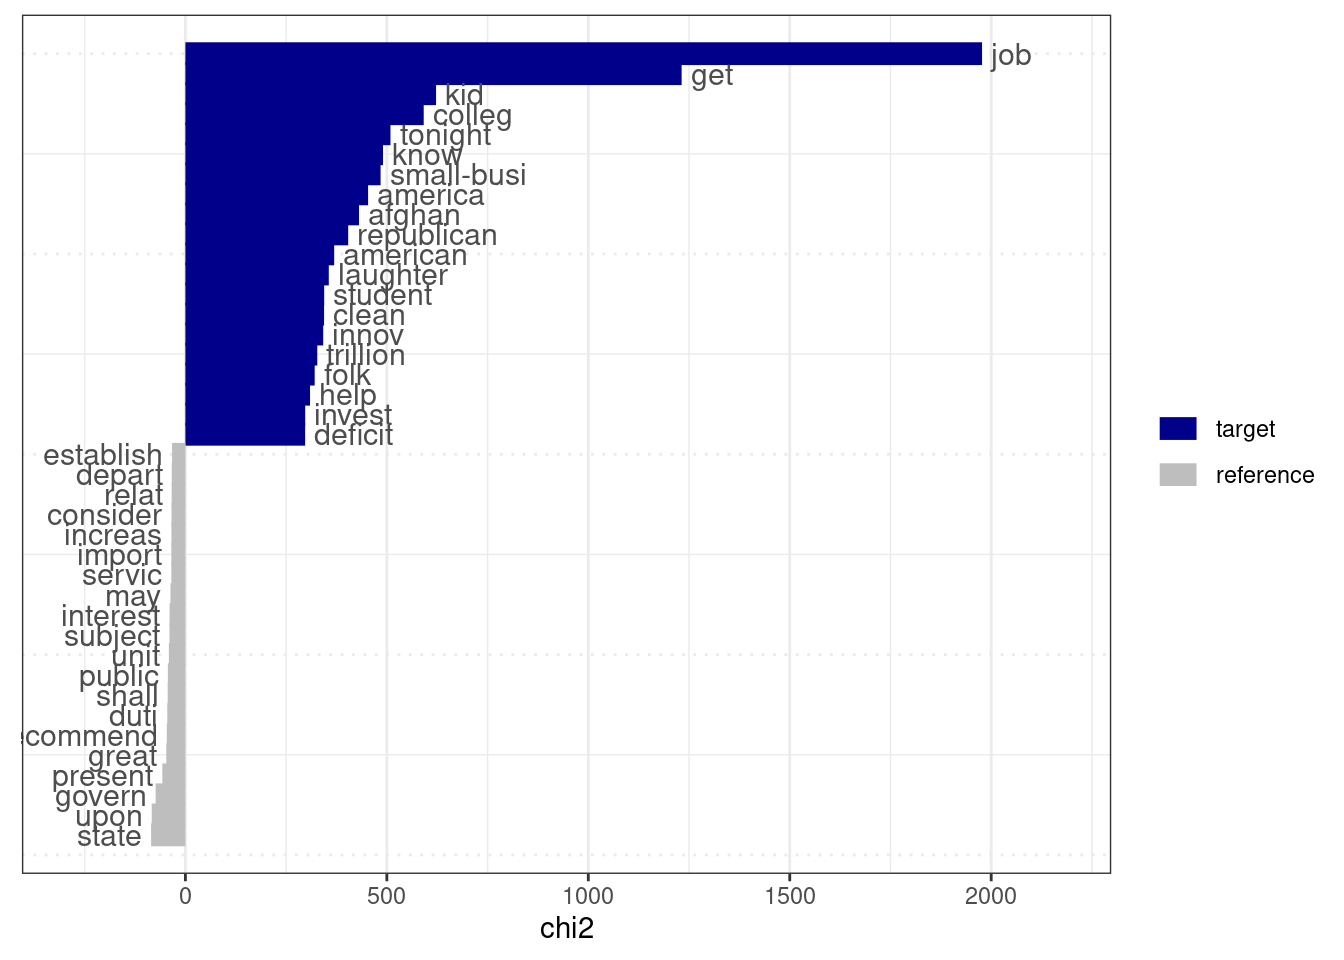 job
get
kid
colleg
tonight
know
small-busi
america
afghan
republican
american
laughter
student
clean
innov
trillion
folk
help
invest
deficit
establish
depart
relat
consider
increas
import
servic
may
interest
subject
unit
public
shall
duti
commend
great
present
govern
upon
state
0 500 1000 1500 2000
chi2
target
reference